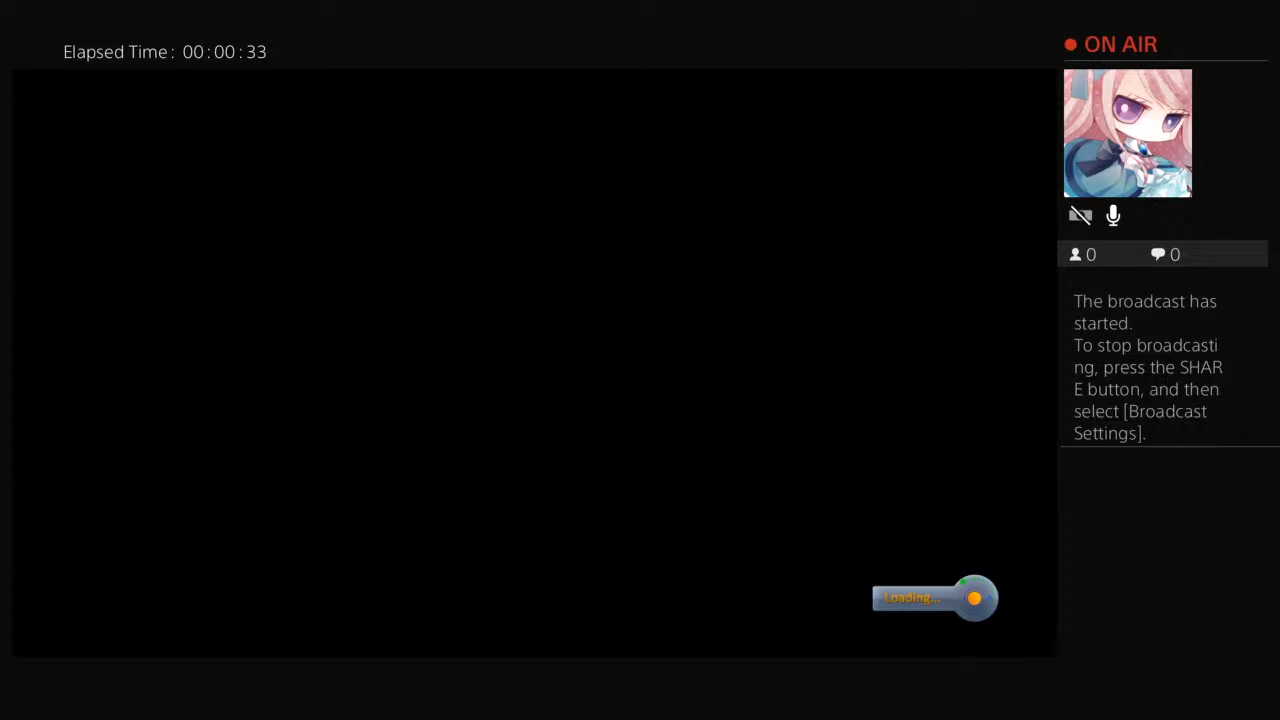 Elapsed Time: 00:00:33
ON AIR
0 0
The broadcast has
started.
To stop broadcasti
ng, press the SHAR
E button, and then
select [Broadcast
Settings].
Loading...